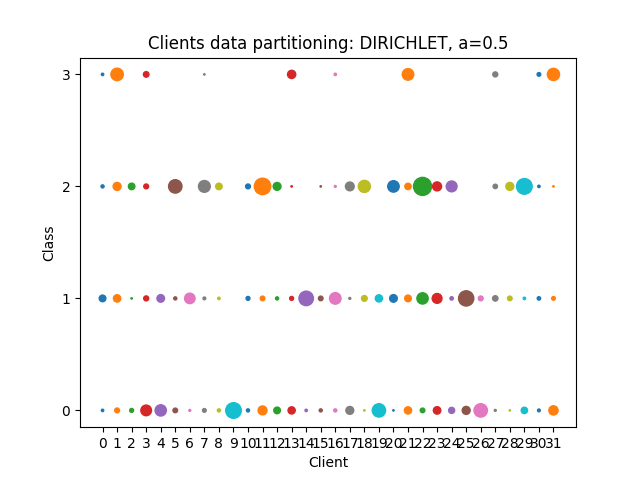 Clients data partitioning: DIRICHLET, a=0.5
3
2
1
0
Class
0 1 2 3 4 5 6 7 8 9 10 11 12 13 14 15 16 17 18 19 20 21 22 23 24 25 26 27 28 29 30 31
Client